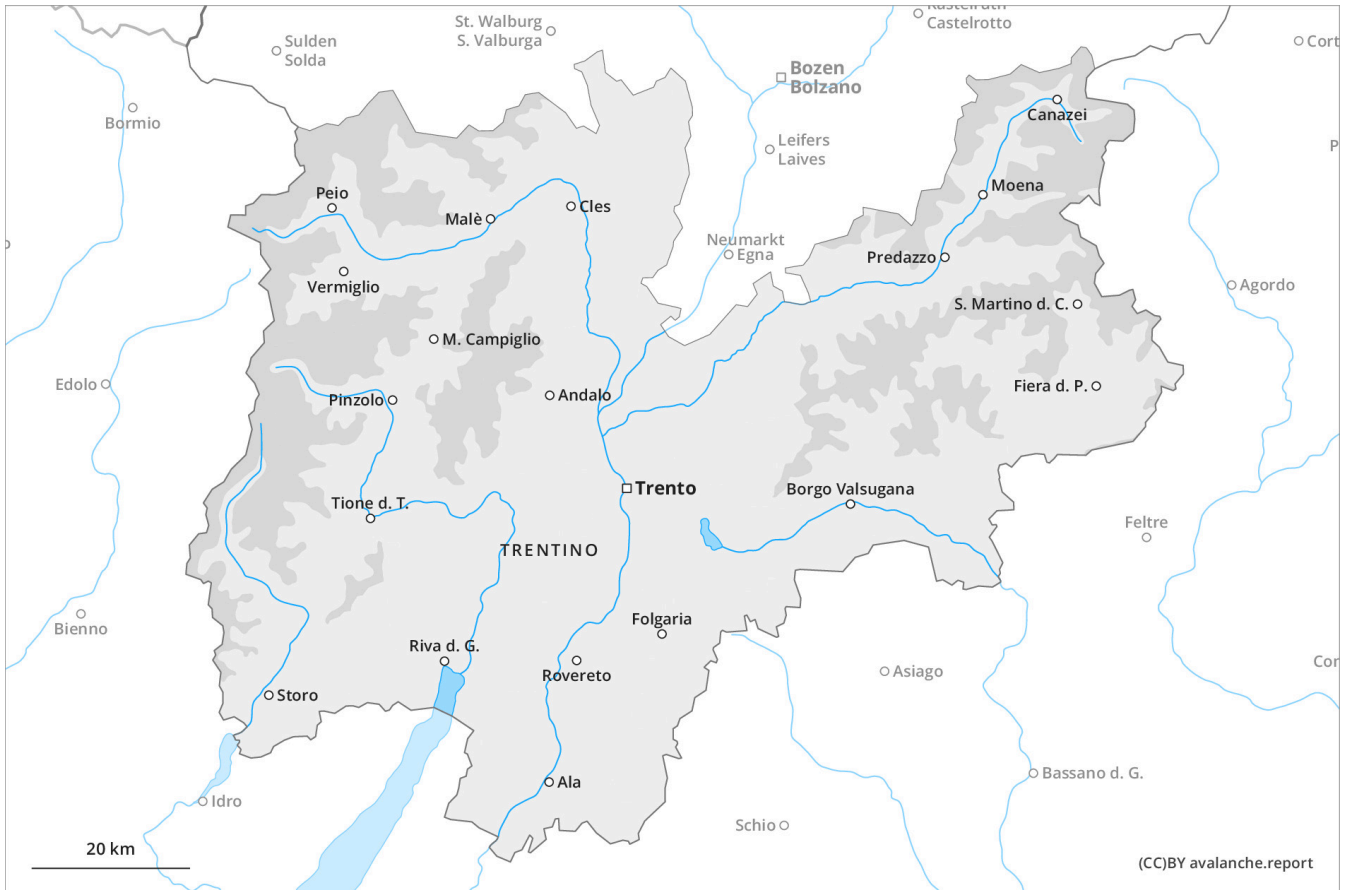 Kastelruth
Castelrotto
St. Walburg
S. Valburga
Sulden
Solda
Cort
Bozen
Bolzano
Bormio
Canazei
Leifers
Laives
P
Moena
Peio
Malè
Cles
Neumarkt
Egna
Predazzo
Vermiglio
Agordo
S. Martino d. C.
M. Campiglio
Edolo
Fiera d. P.
Pinzolo
Andalo
Trento
Borgo Valsugana
Tione d. T.
Feltre
TRENTINO
Bienno
Folgaria
Riva d. G.
Cor
Rovereto
Asiago
Storo
Bassano d. G.
Ala
Idro
Schio
20 km
(CC)BY avalanche.report